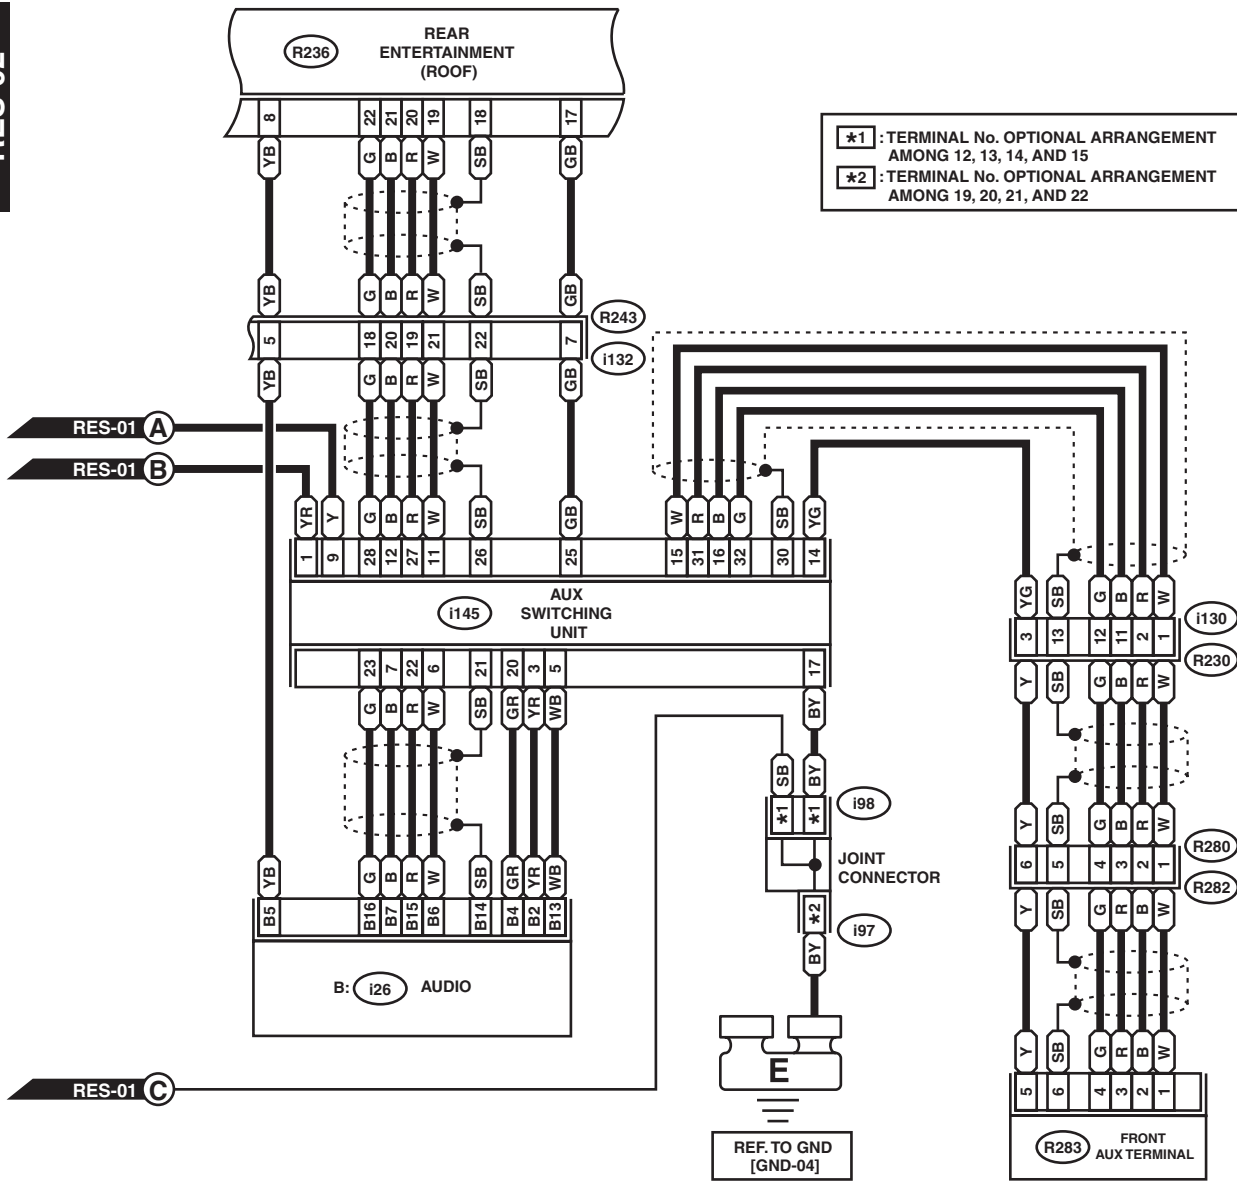 REAR
ENTERTAINMENT
(ROOF)
R236
8 22 21 20 19 18 17
YB G B R W SB GB
*1 : TERMINAL No. OPTIONAL ARRANGEMENT
AMONG 12, 13, 14, AND 15
*2 : TERMINAL No. OPTIONAL ARRANGEMENT
AMONG 19, 20, 21, AND 22
YB G B R W SB GB
R243
5 18 20 19 21 22 7
i132
YB G B R W SB GB
RES-01 A
RES-01 B
YR Y G B R W SB GB W R B G SB YG
1 9 28 12 27 11 26 25 15 31 16 32 30 14
i145
AUX
SWITCHING
UNIT
23 7 22 6 21 20 3 5 17
G B R W SB GR YR WB BY
YG SB G B R W
i130
3 13 12 11 2 1
R230
Y SB G B R W
SB BY
*1 *1
i98
JOINT
CONNECTOR
*2
i97
BY
Y SB G B R W
R280
6 5 4 3 2 1
R282
Y SB G R B W
YB G B R W SB GR YR WB
B5 B16 B7 B15 B6 B14 B4 B2 B13
B: i26 AUDIO
RES-01 C
E
REF. TO GND
[GND-04]
Y SB G R B W
5 6 4 3 2 1
R283
FRONT
AUX TERMINAL